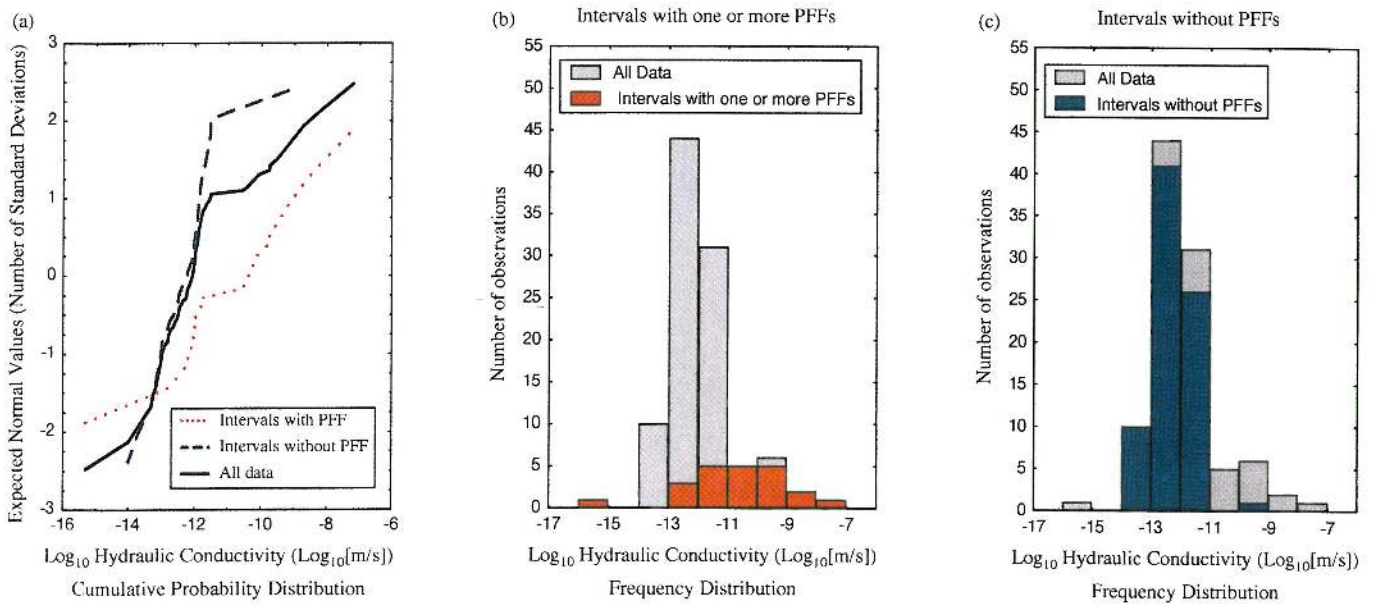 (a)
Expected Normal Values (Number of Standard Deviations)
3
2
1
0
-1
-2
-3
-16
-14
-12
-10
-8
-6
Intervals with PFF
Intervals without PFF
All data
Log10 Hydraulic Conductivity (Log10[m/s])
Cumulative Probability Distribution
(b)
Intervals with one or more PFFs
Number of observations
55
50
45
40
35
30
25
20
15
10
5
0
All Data
Intervals with one or more PFFs
-17
-15
-13
-11
-9
-7
Log10 Hydraulic Conductivity (Log10[m/s])
Frequency Distribution
(c)
Intervals without PFFs
Number of observations
55
50
45
40
35
30
25
20
15
10
5
0
All Data
Intervals without PFFs
-17
-15
-13
-11
-9
-7
Log10 Hydraulic Conductivity (Log10[m/s])
Frequency Distribution